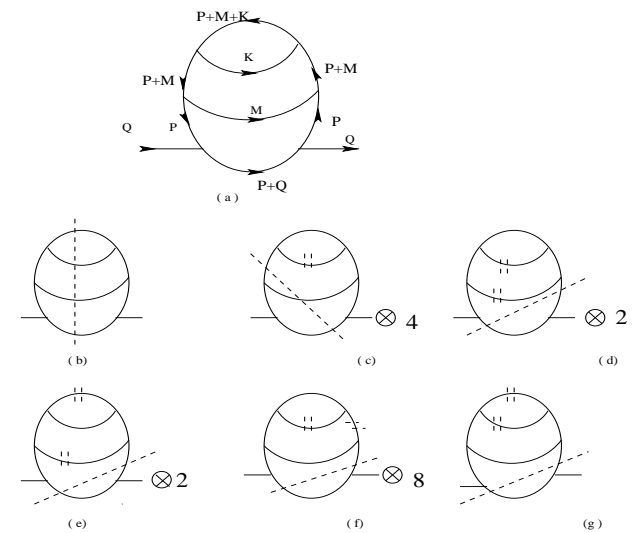 P+M+K
K
P+M P+M
M
P P
Q Q
P+Q
( a )
4 2
( b ) ( c ) ( d )
2 8
( e ) ( f ) (g )